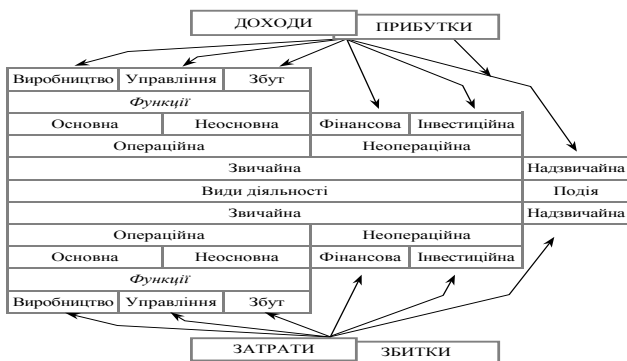 ДОХОДИ ПРИБУТКИ
Виробництво Управління Збут
Функції
Основна Неосновна Фінансова Інвестиційна
Операційна Неопераційна
Звичайна Надзвичайна
Види діяльності Подія
Звичайна Надзвичайна
Операційна Неопераційна
Основна Неосновна Фінансова Інвестиційна
Функції
Виробництво Управління Збут
ЗАТРАТИ ЗБИТКИ